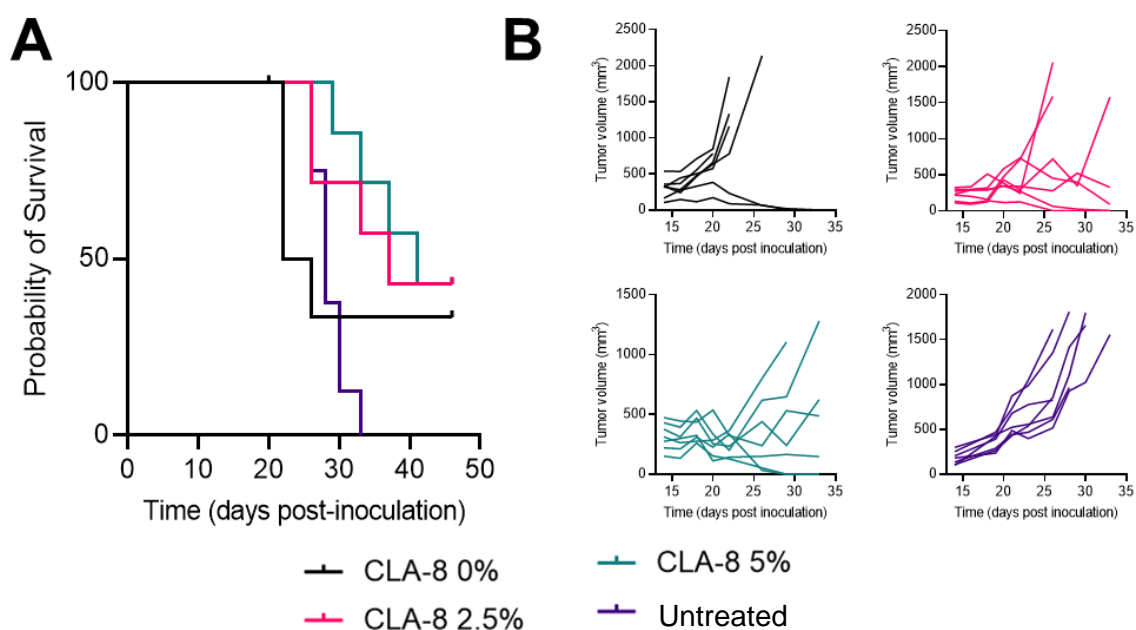 A
Probability of Survival
100
50
0
0 10 20 30 40 50
Time (days post-inoculation)
B
Tumor volume (mm³)
2500
2000
1500
1000
500
0
15 20 25 30 35
Time (days post inoculation)
Tumor volume (mm³)
2500
2000
1500
1000
500
0
15 20 25 30 35
Time (days post inoculation)
Tumor volume (mm³)
1500
1000
500
0
15 20 25 30 35
Time (days post inoculation)
Tumor volume (mm³)
2000
1500
1000
500
0
15 20 25 30 35
Time (days post inoculation)
CLA-8 0%
CLA-8 2.5%
CLA-8 5%
Untreated